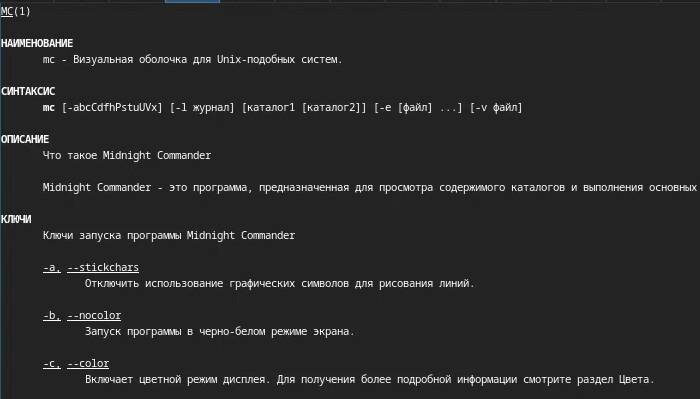 MC(1)
НАИМЕНОВАНИЕ
mc - Визуальная оболочка для Unix-подобных систем.
СИНТАКСИС
mc [-abcCdfhPstuUVx] [-l журнал] [каталог1 [каталог2]] [-e [файл] ...] [-v файл]
ОПИСАНИЕ
Что такое Midnight Commander
Midnight Commander - это программа, предназначенная для просмотра содержимого каталогов и выполнения основных
КЛЮЧИ
Ключи запуска программы Midnight Commander
-a, --stickchars
Отключить использование графических символов для рисования линий.
-b, --nocolor
Запуск программы в черно-белом режиме экрана.
-c, --color
Включает цветной режим дисплея. Для получения более подробной информации смотрите раздел Цвета.